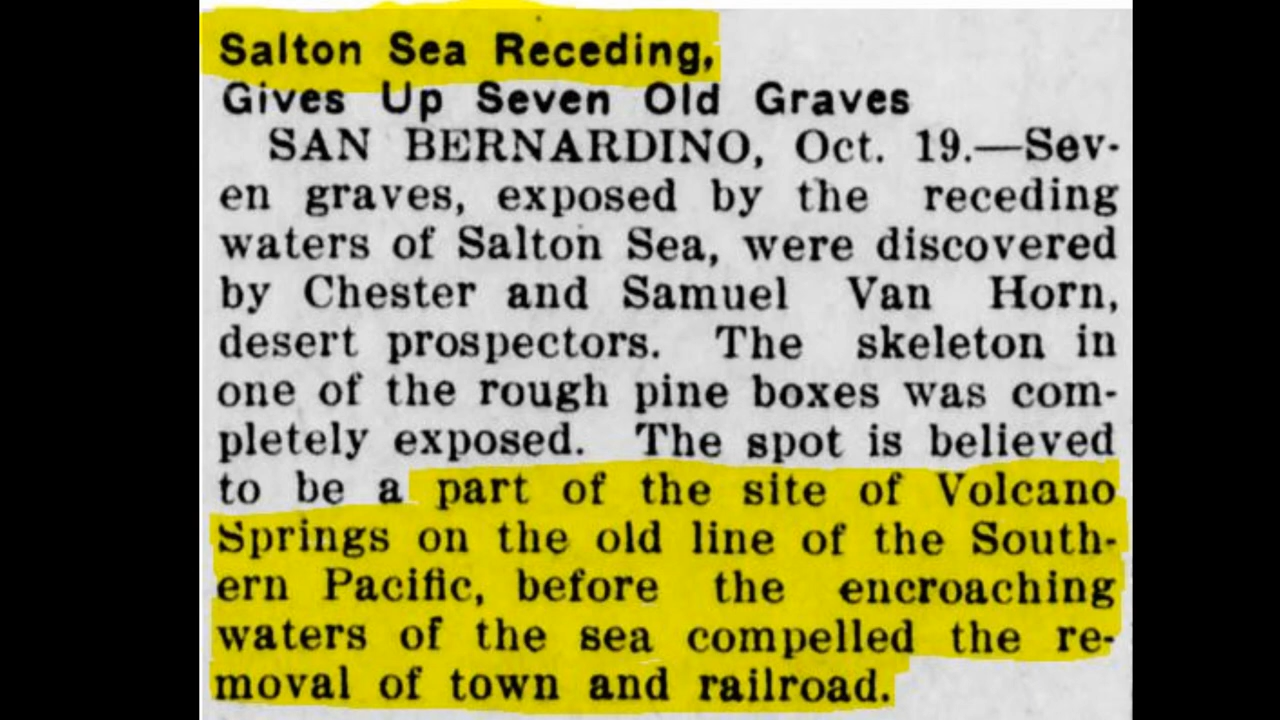 Salton Sea Receding,
Gives Up Seven Old Graves
SAN BERNARDINO, Oct. 19.—Sev-
en graves, exposed by the receding
waters of Salton Sea, were discovered
by Chester and Samuel Van Horn,
desert prospectors. The skeleton in
one of the rough pine boxes was com-
pletely exposed. The spot is believed
to be a part of the site of Volcano
Springs on the old line of the South-
ern Pacific, before the encroaching
waters of the sea compelled the re-
moval of town and railroad.